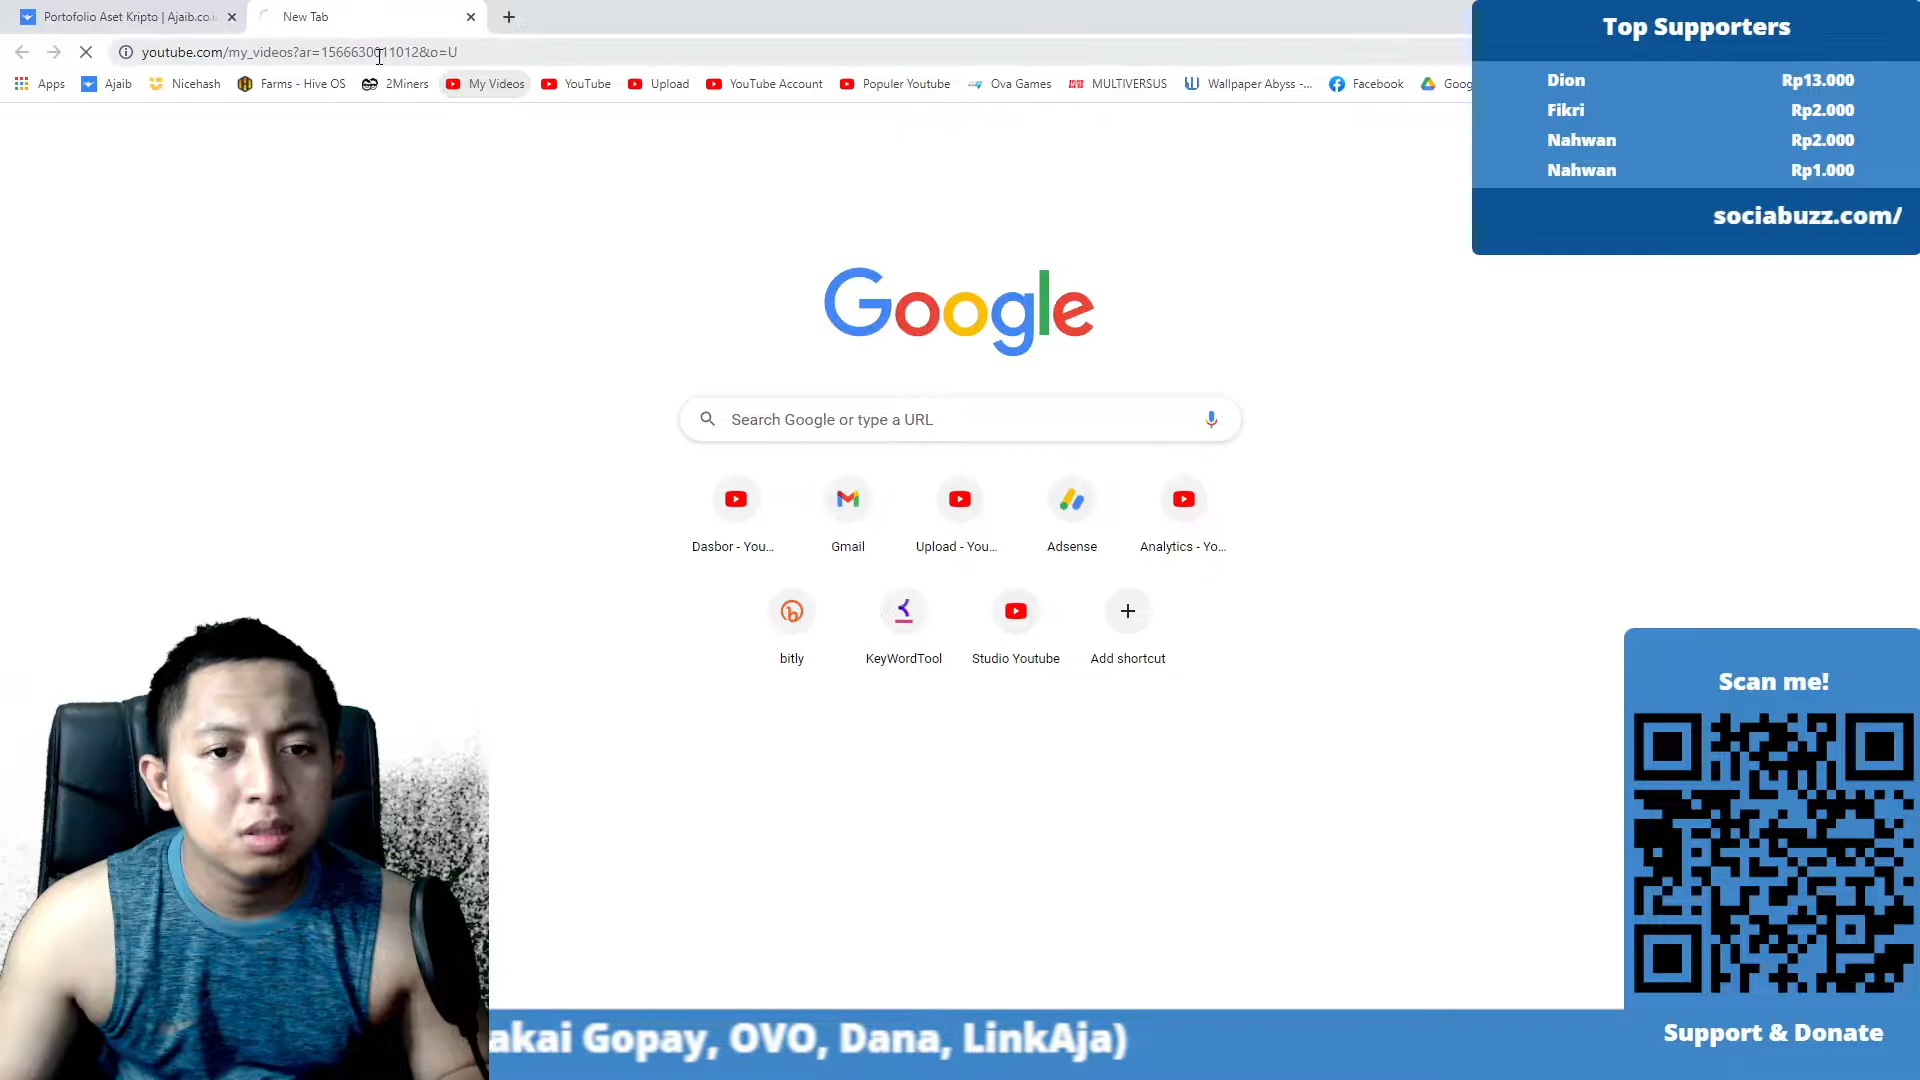 Portofolio Aset Kripto | Ajaib.co.i
New Tab
youtube.com/my_videos?ar=1566630011012&o=U
Apps
Ajaib
Nicehash
Farms - Hive OS
2Miners
My Videos
YouTube
Upload
YouTube Account
Populer Youtube
Ova Games
MULTIVERSUS
Wallpaper Abyss -...
Facebook
Goog
Top Supporters
Dion Rp13.000
Fikri Rp2.000
Nahwan Rp2.000
Nahwan Rp1.000
sociabuzz.com/
Google
Search Google or type a URL
Dasbor - You...
Gmail
Upload - You...
Adsense
Analytics - Yo...
bitly
KeyWordTool
Studio Youtube
Add shortcut
Scan me!
Support & Donate
akai Gopay, OVO, Dana, LinkAja)